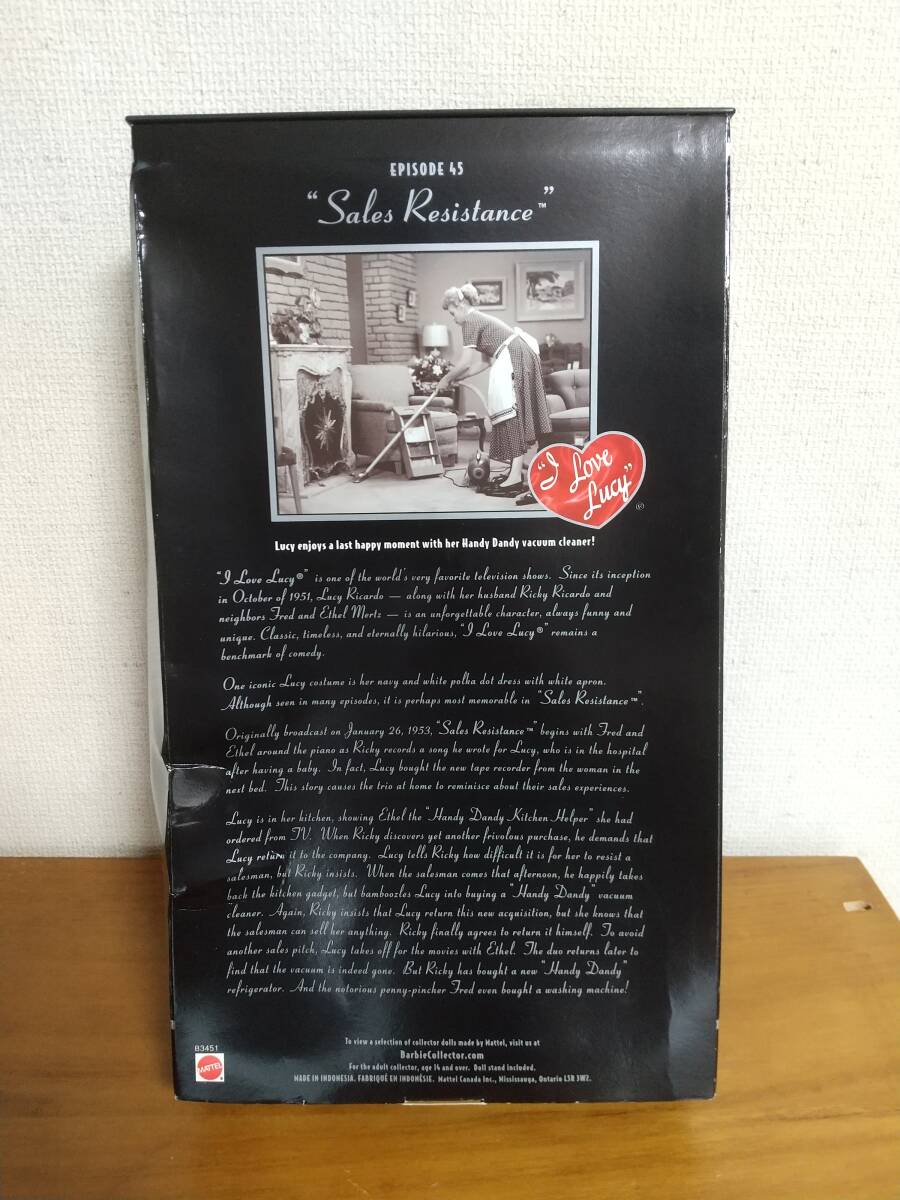 EPISODE 45
"Sales Resistance"™
"I Love
Lucy"
®
Lucy enjoys a last happy moment with her Handy Dandy vacuum cleaner!
"I Love Lucy®" is one of the world's very favorite television shows. Since its inception
in October of 1951, Lucy Ricardo — along with her husband Ricky Ricardo and
neighbors Fred and Ethel Mertz — is an unforgettable character, always funny and
unique. Classic, timeless, and eternally hilarious, "I Love Lucy®" remains a
benchmark of comedy.
One iconic Lucy costume is her navy and white polka dot dress with white apron.
Although seen in many episodes, it is perhaps most memorable in "Sales Resistance™".
Originally broadcast on January 26, 1953, "Sales Resistance™" begins with Fred and
Ethel around the piano as Ricky records a song he wrote for Lucy, who is in the hospital
after having a baby. In fact, Lucy bought the new tape recorder from the woman in the
next bed. This story causes the trio at home to reminisce about their sales experiences.
Lucy is in her kitchen, showing Ethel the "Handy Dandy Kitchen Helper" she had
ordered from TV. When Ricky discovers yet another frivolous purchase, he demands that
Lucy return it to the company. Lucy tells Ricky how difficult it is for her to resist a
salesman, but Ricky insists. When the salesman comes that afternoon, he happily takes
back the kitchen gadget, but bamboozles Lucy into buying a "Handy Dandy" vacuum
cleaner. Again, Ricky insists that Lucy return this new acquisition, but she knows that
the salesman can sell her anything. Ricky finally agrees to return it himself. To avoid
another sales pitch, Lucy takes off for the movies with Ethel. The duo returns later to
find that the vacuum is indeed gone. But Ricky has bought a new "Handy Dandy"
refrigerator. And the notorious penny-pincher Fred even bought a washing machine!
To view a selection of collector dolls made by Mattel, visit us at
BarbieCollector.com
For the adult collector, age 14 and over. Doll stand included.
MADE IN INDONESIA. FABRIQUÉ EN INDONÉSIE. Mattel Canada Inc., Mississauga, Ontario L5R 3W2.
B3451
MATTEL